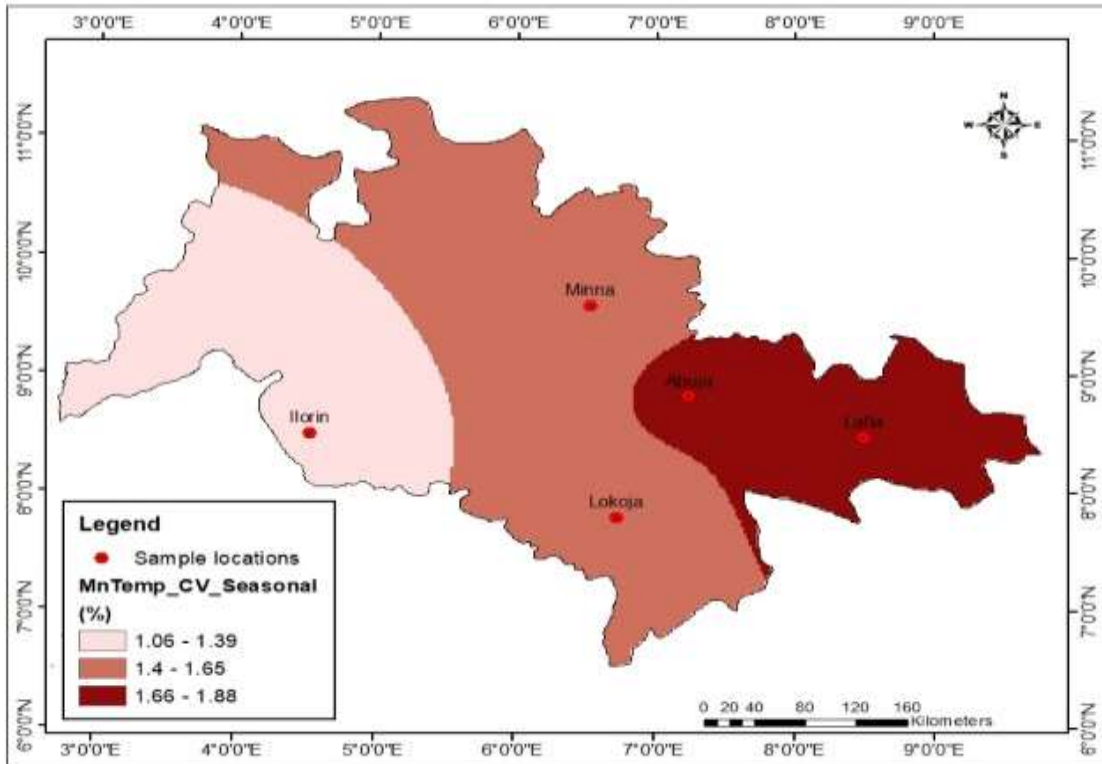 3°0'0"E 4°0'0"E 5°0'0"E 6°0'0"E 7°0'0"E 8°0'0"E 9°0'0"E
N
W E
S
11°0'0"N 11°0'0"N
10°0'0"N 10°0'0"N
Minna
9°0'0"N 9°0'0"N
Abuja
Ilorin
Lafia
8°0'0"N 8°0'0"N
Lokoja
Legend
Sample locations
MnTemp_CV_Seasonal
(%)
1.06 - 1.39
1.4 - 1.65
1.66 - 1.88
7°0'0"N 7°0'0"N
6°0'0"N 6°0'0"N
0 20 40 80 120 160
Kilometers
3°0'0"E 4°0'0"E 5°0'0"E 6°0'0"E 7°0'0"E 8°0'0"E 9°0'0"E